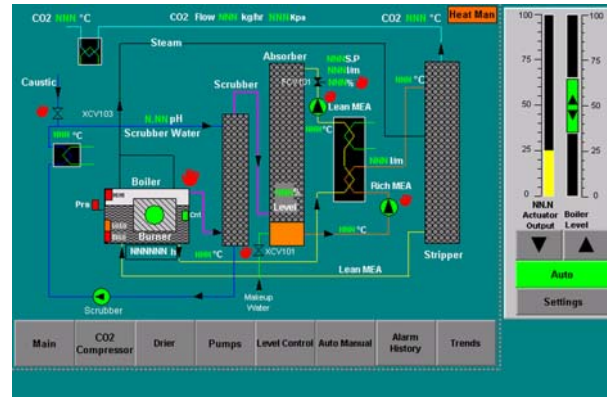 CO2 NNN °C
CO2 Flow NNN kg/hr NNN Kpa
CO2 NNN °C
Heat Man
Steam
Absorber
NNN S.P
NNN l/m
NNN %
FCV101
NNN °C
Caustic
Scrubber
Lean MEA
XCV103
N.NN pH
Scrubber Water
NNN °C
NNN °C
NNN l/m
Boiler
NNN %
Level
Rich MEA
Pre
Cnt
Burner
NNNNNN h
NNN °C
XCV101
NNN °C
Stripper
Lean MEA
Makeup
Water
Scrubber
Main
CO2
Compressor
Drier
Pumps
Level Control
Auto Manual
Alarm
History
Trends
100
75
50
25
0
100
75
50
25
0
NN.N
Actuator
Output
Boiler
Level
Auto
Settings